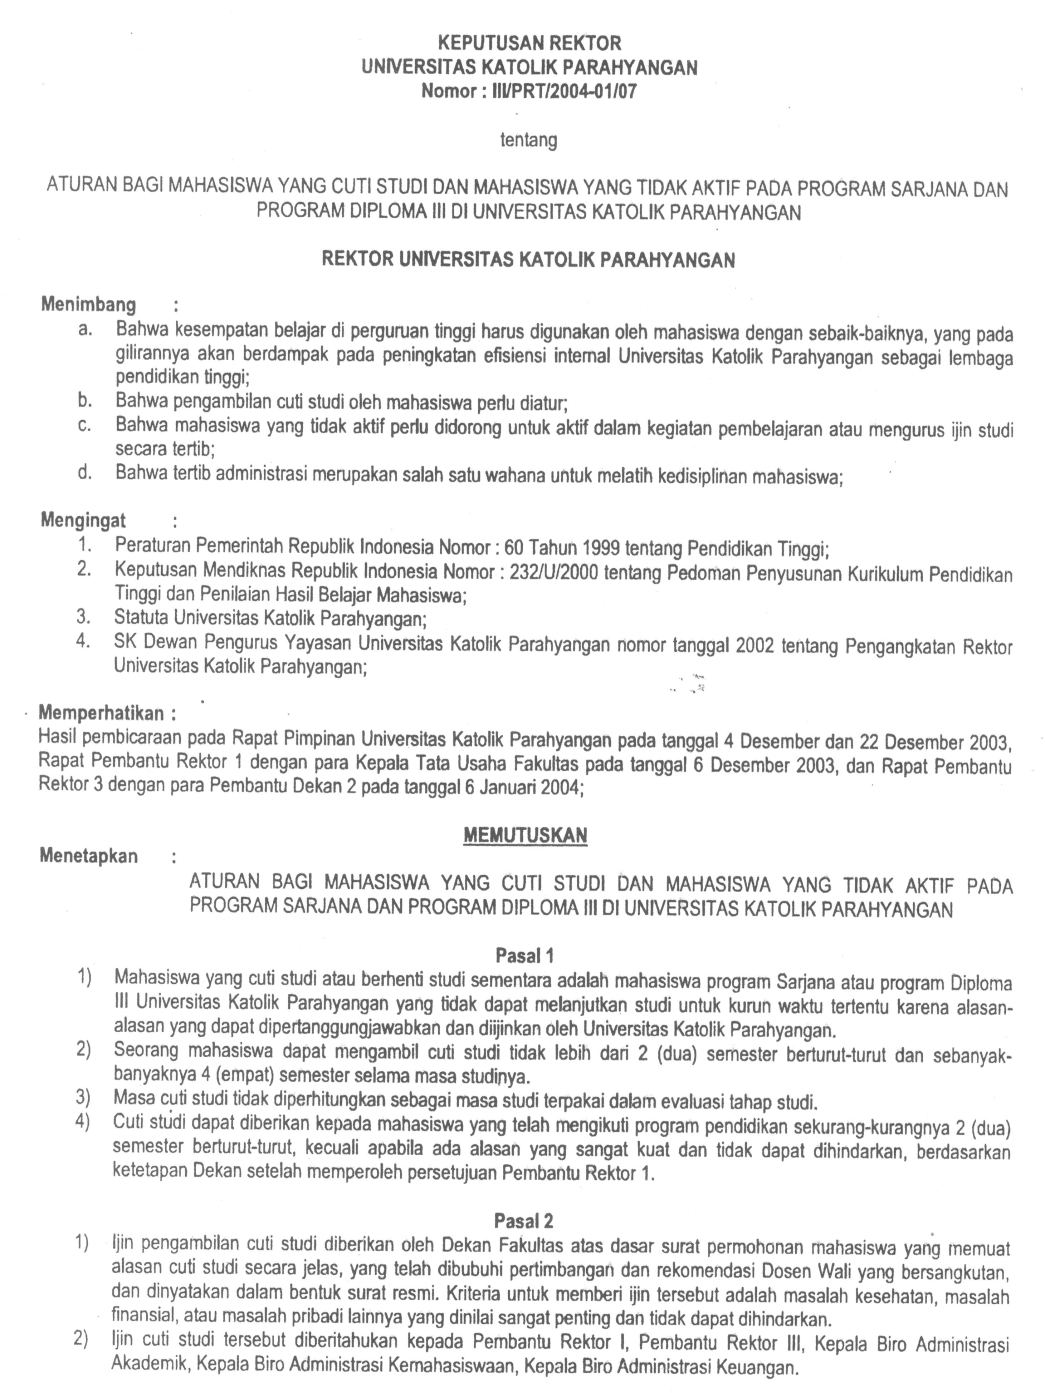 KEPUTUSAN REKTOR
UNIVERSITAS KATOLIK PARAHYANGAN
Nomor : III/PRT/2004-01/07
tentang
ATURAN BAGI MAHASISWA YANG CUTI STUDI DAN MAHASISWA YANG TIDAK AKTIF PADA PROGRAM SARJANA DAN
PROGRAM DIPLOMA III DI UNIVERSITAS KATOLIK PARAHYANGAN
REKTOR UNIVERSITAS KATOLIK PARAHYANGAN
Menimbang :
a. Bahwa kesempatan belajar di perguruan tinggi harus digunakan oleh mahasiswa dengan sebaik-baiknya, yang pada
gilirannya akan berdampak pada peningkatan efisiensi internal Universitas Katolik Parahyangan sebagai lembaga
pendidikan tinggi;
b. Bahwa pengambilan cuti studi oleh mahasiswa perlu diatur;
c. Bahwa mahasiswa yang tidak aktif perlu didorong untuk aktif dalam kegiatan pembelajaran atau mengurus ijin studi
secara tertib;
d. Bahwa tertib administrasi merupakan salah satu wahana untuk melatih kedisiplinan mahasiswa;
Mengingat :
1. Peraturan Pemerintah Republik Indonesia Nomor : 60 Tahun 1999 tentang Pendidikan Tinggi;
2. Keputusan Mendiknas Republik Indonesia Nomor : 232/U/2000 tentang Pedoman Penyusunan Kurikulum Pendidikan
Tinggi dan Penilaian Hasil Belajar Mahasiswa;
3. Statuta Universitas Katolik Parahyangan;
4. SK Dewan Pengurus Yayasan Universitas Katolik Parahyangan nomor tanggal 2002 tentang Pengangkatan Rektor
Universitas Katolik Parahyangan;
Memperhatikan :
Hasil pembicaraan pada Rapat Pimpinan Universitas Katolik Parahyangan pada tanggal 4 Desember dan 22 Desember 2003,
Rapat Pembantu Rektor 1 dengan para Kepala Tata Usaha Fakultas pada tanggal 6 Desember 2003, dan Rapat Pembantu
Rektor 3 dengan para Pembantu Dekan 2 pada tanggal 6 Januari 2004;
MEMUTUSKAN
Menetapkan :
ATURAN BAGI MAHASISWA YANG CUTI STUDI DAN MAHASISWA YANG TIDAK AKTIF PADA
PROGRAM SARJANA DAN PROGRAM DIPLOMA III DI UNIVERSITAS KATOLIK PARAHYANGAN
Pasal 1
1) Mahasiswa yang cuti studi atau berhenti studi sementara adalah mahasiswa program Sarjana atau program Diploma
III Universitas Katolik Parahyangan yang tidak dapat melanjutkan studi untuk kurun waktu tertentu karena alasan-
alasan yang dapat dipertanggungjawabkan dan diijinkan oleh Universitas Katolik Parahyangan.
2) Seorang mahasiswa dapat mengambil cuti studi tidak lebih dari 2 (dua) semester berturut-turut dan sebanyak-
banyaknya 4 (empat) semester selama masa studinya.
3) Masa cuti studi tidak diperhitungkan sebagai masa studi terpakai dalam evaluasi tahap studi.
4) Cuti studi dapat diberikan kepada mahasiswa yang telah mengikuti program pendidikan sekurang-kurangnya 2 (dua)
semester berturut-turut, kecuali apabila ada alasan yang sangat kuat dan tidak dapat dihindarkan, berdasarkan
ketetapan Dekan setelah memperoleh persetujuan Pembantu Rektor 1.
Pasal 2
1) Ijin pengambilan cuti studi diberikan oleh Dekan Fakultas atas dasar surat permohonan mahasiswa yang memuat
alasan cuti studi secara jelas, yang telah dibubuhi pertimbangan dan rekomendasi Dosen Wali yang bersangkutan,
dan dinyatakan dalam bentuk surat resmi. Kriteria untuk memberi ijin tersebut adalah masalah kesehatan, masalah
finansial, atau masalah pribadi lainnya yang dinilai sangat penting dan tidak dapat dihindarkan.
2) Ijin cuti studi tersebut diberitahukan kepada Pembantu Rektor I, Pembantu Rektor III, Kepala Biro Administrasi
Akademik, Kepala Biro Administrasi Kemahasiswaan, Kepala Biro Administrasi Keuangan.